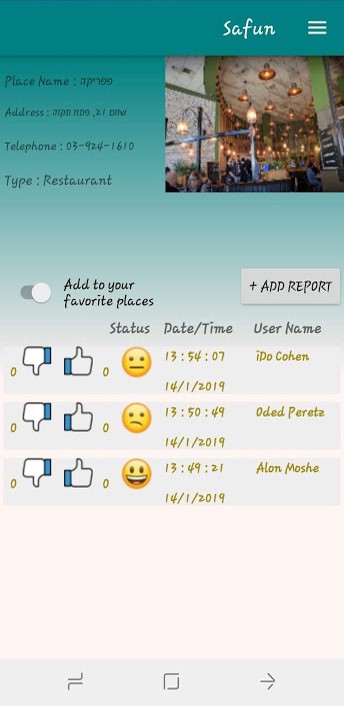 Safun
Place Name : פפריקה
Address : שחם 21, פתח תקוה
Telephone : 03-924-1610
Type : Restaurant
Add to your
favorite places
+ ADD REPORT
Status Date/Time User Name
0 0 13:54:07 iDo Cohen
14/1/2019
0 0 13:50:49 Oded Peretz
14/1/2019
0 0 13:49:21 Alon Moshe
14/1/2019